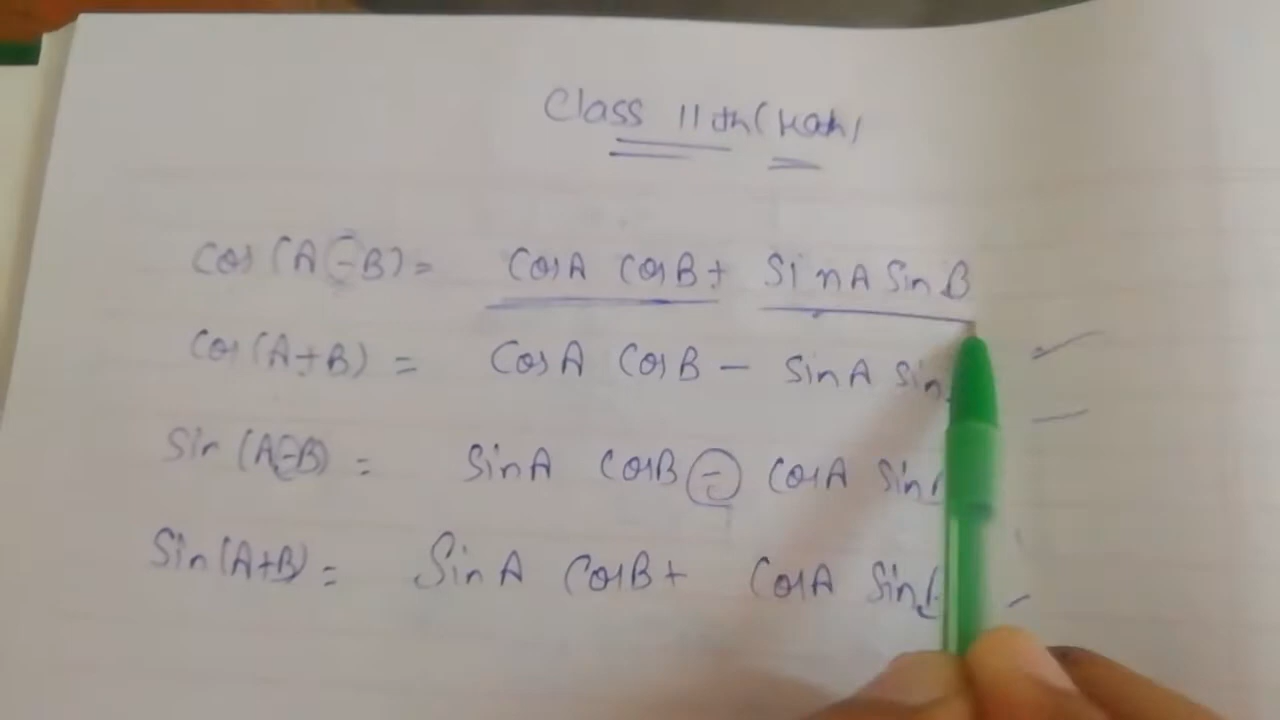 Class 11th (Math)
Cos (A-B) = CosA CosB + SinA SinB
Cos (A+B) = CosA CosB - SinA Sin
Sin (A-B) = SinA CosB - CosA Sin
Sin (A+B) = SinA CosB + CosA Sin